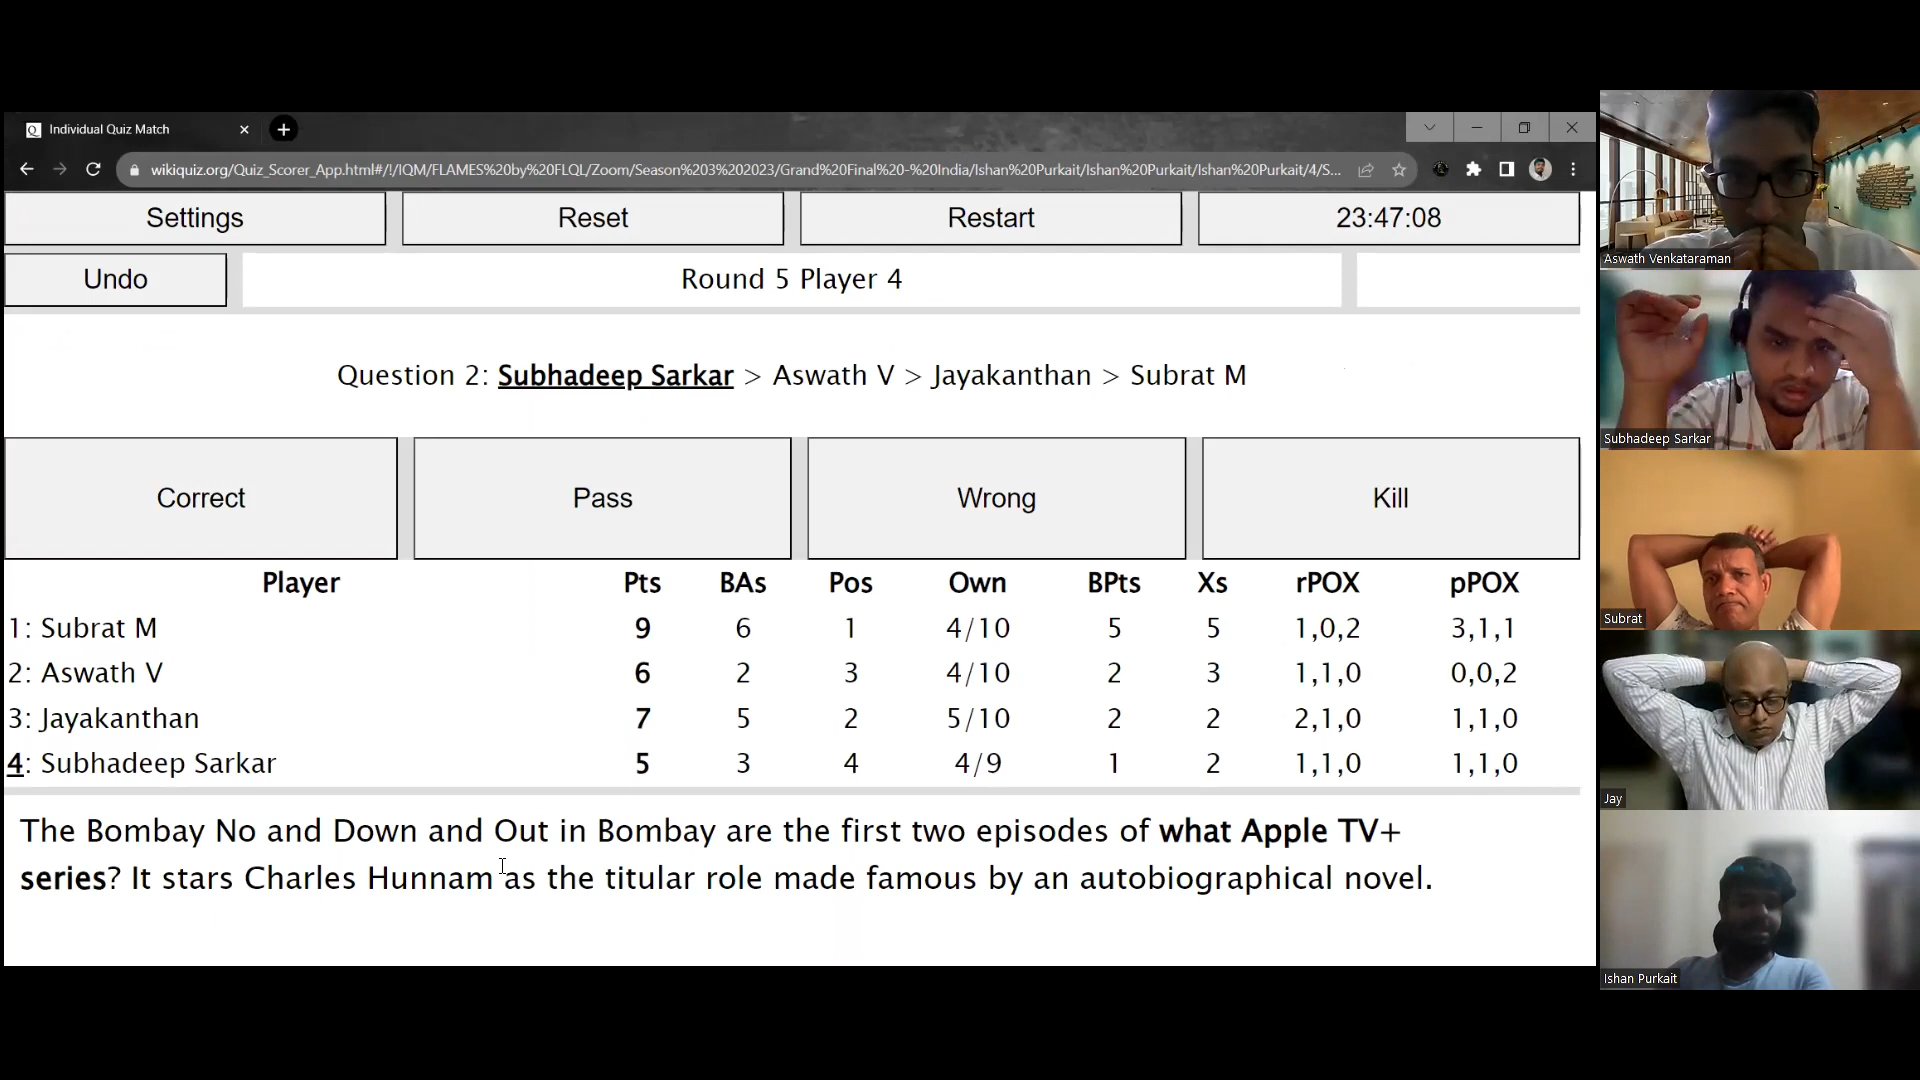 Individual Quiz Match
wikiquiz.org/Quiz_Scorer_App.html#/!/IQM/FLAMES%20by%20FLQL/Zoom/Season%203%202023/Grand%20Final%20-%20India/Ishan%20Purkait/Ishan%20Purkait/Ishan%20Purkait/4/S...
Settings Reset Restart 23:47:08
Undo Round 5 Player 4
Question 2: Subhadeep Sarkar > Aswath V > Jayakanthan > Subrat M
Correct Pass Wrong Kill
Player Pts BAs Pos Own BPts Xs rPOX pPOX
1: Subrat M 9 6 1 4/10 5 5 1,0,2 3,1,1
2: Aswath V 6 2 3 4/10 2 3 1,1,0 0,0,2
3: Jayakanthan 7 5 2 5/10 2 2 2,1,0 1,1,0
4: Subhadeep Sarkar 5 3 4 4/9 1 2 1,1,0 1,1,0
The Bombay No and Down and Out in Bombay are the first two episodes of what Apple TV+
series? It stars Charles Hunnam as the titular role made famous by an autobiographical novel.
Aswath Venkataraman
Subhadeep Sarkar
Subrat
Jay
Ishan Purkait